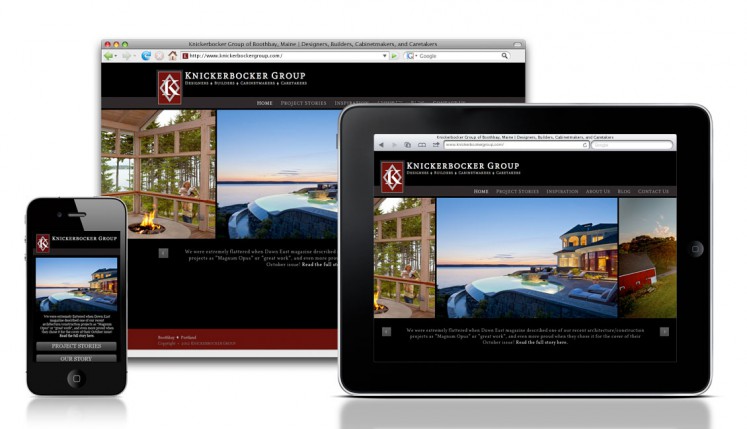 Knickerbocker Group of Boothbay, Maine | Designers, Builders, Cabinetmakers, and Caretakers
http://www.knickerbockergroup.com/
Google
K
KNICKERBOCKER GROUP
DESIGNERS BUILDERS CABINETMAKERS CARETAKERS
HOME PROJECT STORIES
We were extremely flattered when Down East magazine described
projects as "Magnum Opus" or "great work", and even more
October issue! Read the full story
Boothbay Portland
Copyright
Knickerbocker Group of Boothbay, Maine | Designers, Builders, Cabinetmakers, and Caretakers
www.knickerbockergroup.com/
Google
K
KNICKERBOCKER GROUP
DESIGNERS BUILDERS CABINETMAKERS CARETAKERS
HOME PROJECT STORIES INSPIRATION ABOUT US BLOG CONTACT US
We were extremely flattered when Down East magazine described one of our recent architecture/construction
projects as "Magnum Opus" or "great work", and even more proud when they chose it for the cover of their
October issue! Read the full story here.
K
KNICKERBOCKER GROUP
We were extremely flattered when Down East
magazine described one of our recent
architecture/construction projects as "Magnum
Opus" or "great work", and even more proud when
they chose it for the cover of their October issue!
Read the full story here.
PROJECT STORIES
OUR STORY